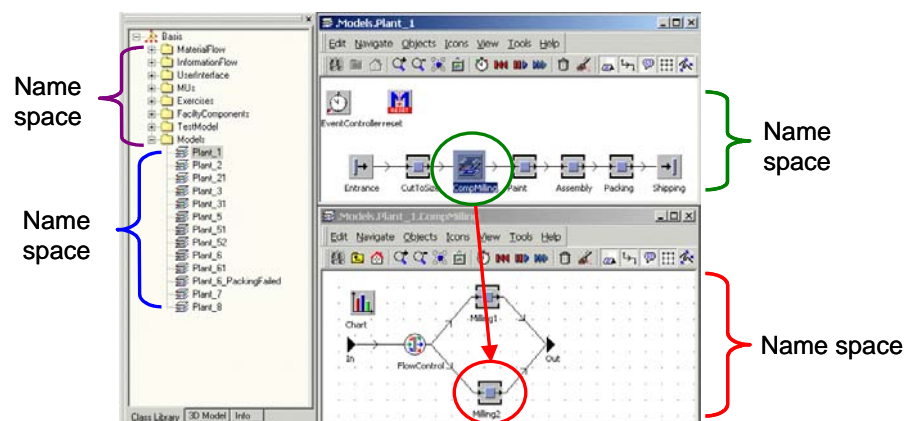 Name
space
Name
space
Basis
MaterialFlow
InformationFlow
UserInterface
MUs
Exercises
FacilityComponents
TestModel
Models
Plant_1
Plant_2
Plant_21
Plant_3
Plant_31
Plant_5
Plant_51
Plant_52
Plant_6
Plant_61
Plant_6_PackingFailed
Plant_7
Plant_8
Class Library 3D Model Info
.Models.Plant_1
Edit Navigate Objects Icons View Tools Help
EventController reset
Entrance CutToSize CompMilling Paint Assembly Packing Shipping
.Models.Plant_1.CompMilling
Edit Navigate Objects Icons View Tools Help
Chart
Milling1
In
FlowControl
Out
Milling2
Name
space
Name space